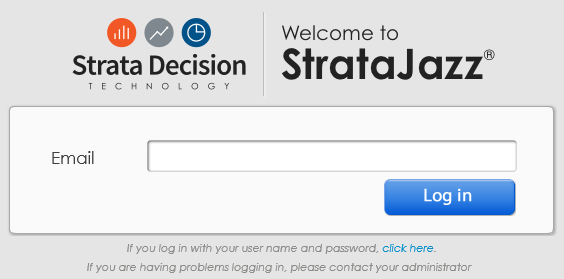 Strata Decision
TECHNOLOGY
Welcome to
StrataJazz®
Email
Log in
If you log in with your user name and password, click here.
If you are having problems logging in, please contact your administrator